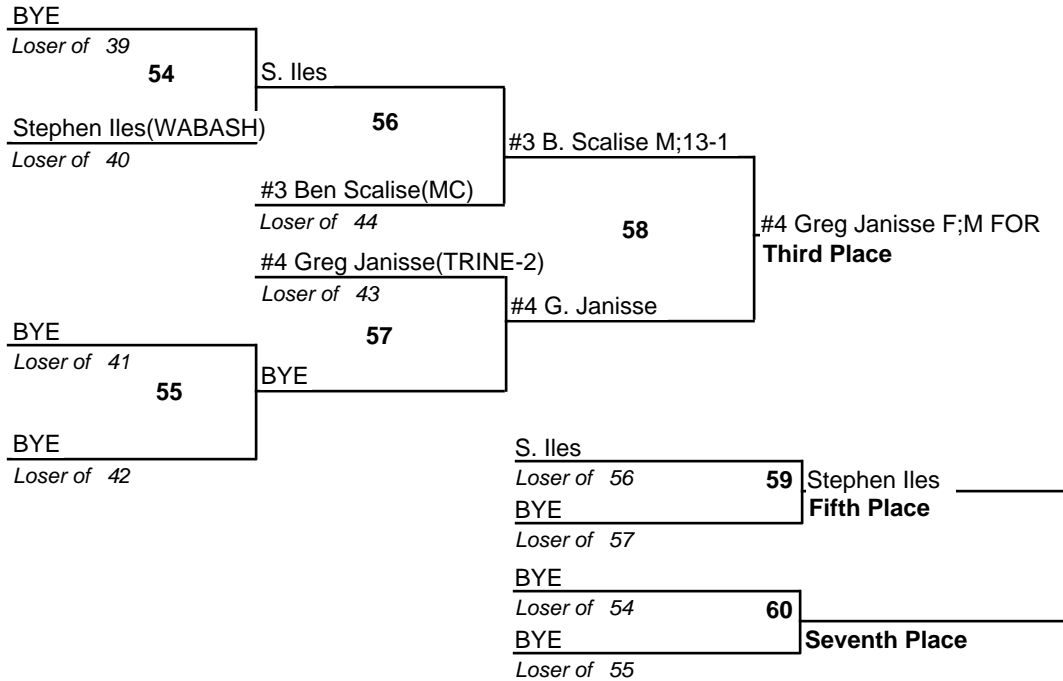 BYE
Loser of 39
54
S. Iles
Stephen Iles(WABASH)
Loser of 40
56
#3 B. Scalise M;13-1
#3 Ben Scalise(MC)
Loser of 44
58
#4 Greg Janisse F;M FOR
Third Place
#4 Greg Janisse(TRINE-2)
Loser of 43
#4 G. Janisse
57
BYE
Loser of 41
55
BYE
BYE
Loser of 42
S. Iles
Loser of 56
59
Stephen Iles
Fifth Place
BYE
Loser of 57
BYE
Loser of 54
60
Seventh Place
BYE
Loser of 55